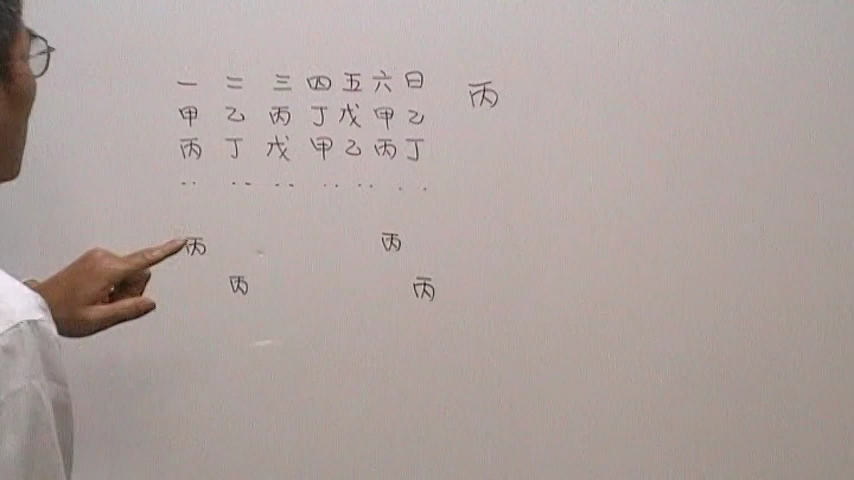 一 二 三 四 五 六 日 丙
甲 乙 丙 丁 戊 甲 乙
丙 丁 戊 甲 乙 丙 丁
‥ ‥ ‥ ‥ ‥ ‥
丙 丙
丙 丙